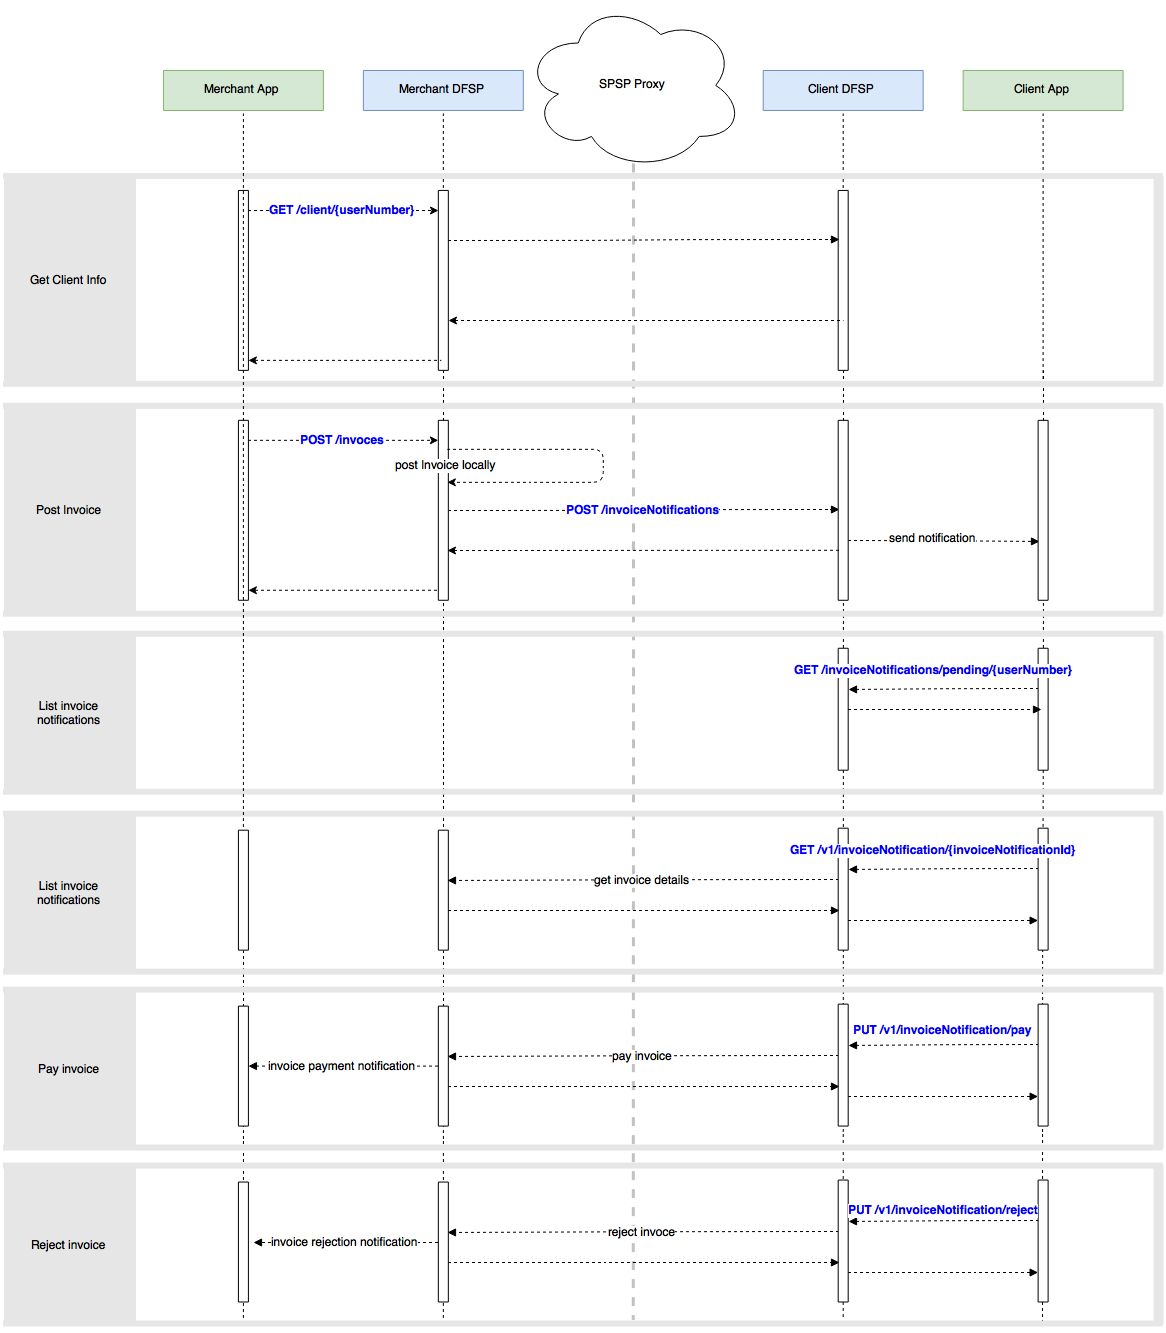 Merchant App
Merchant DFSP
SPSP Proxy
Client DFSP
Client App
Get Client Info
GET /client/{userNumber}
Post Invoice
POST /invoces
post Invoice locally
POST /invoiceNotifications
send notification
List invoice
notifications
GET /invoiceNotifications/pending/{userNumber}
List invoice
notifications
GET /v1/invoiceNotification/{invoiceNotificationId}
get invoice details
Pay invoice
PUT /v1/invoiceNotification/pay
pay invoice
invoice payment notification
Reject invoice
PUT /v1/invoiceNotification/reject
reject invoce
invoice rejection notification